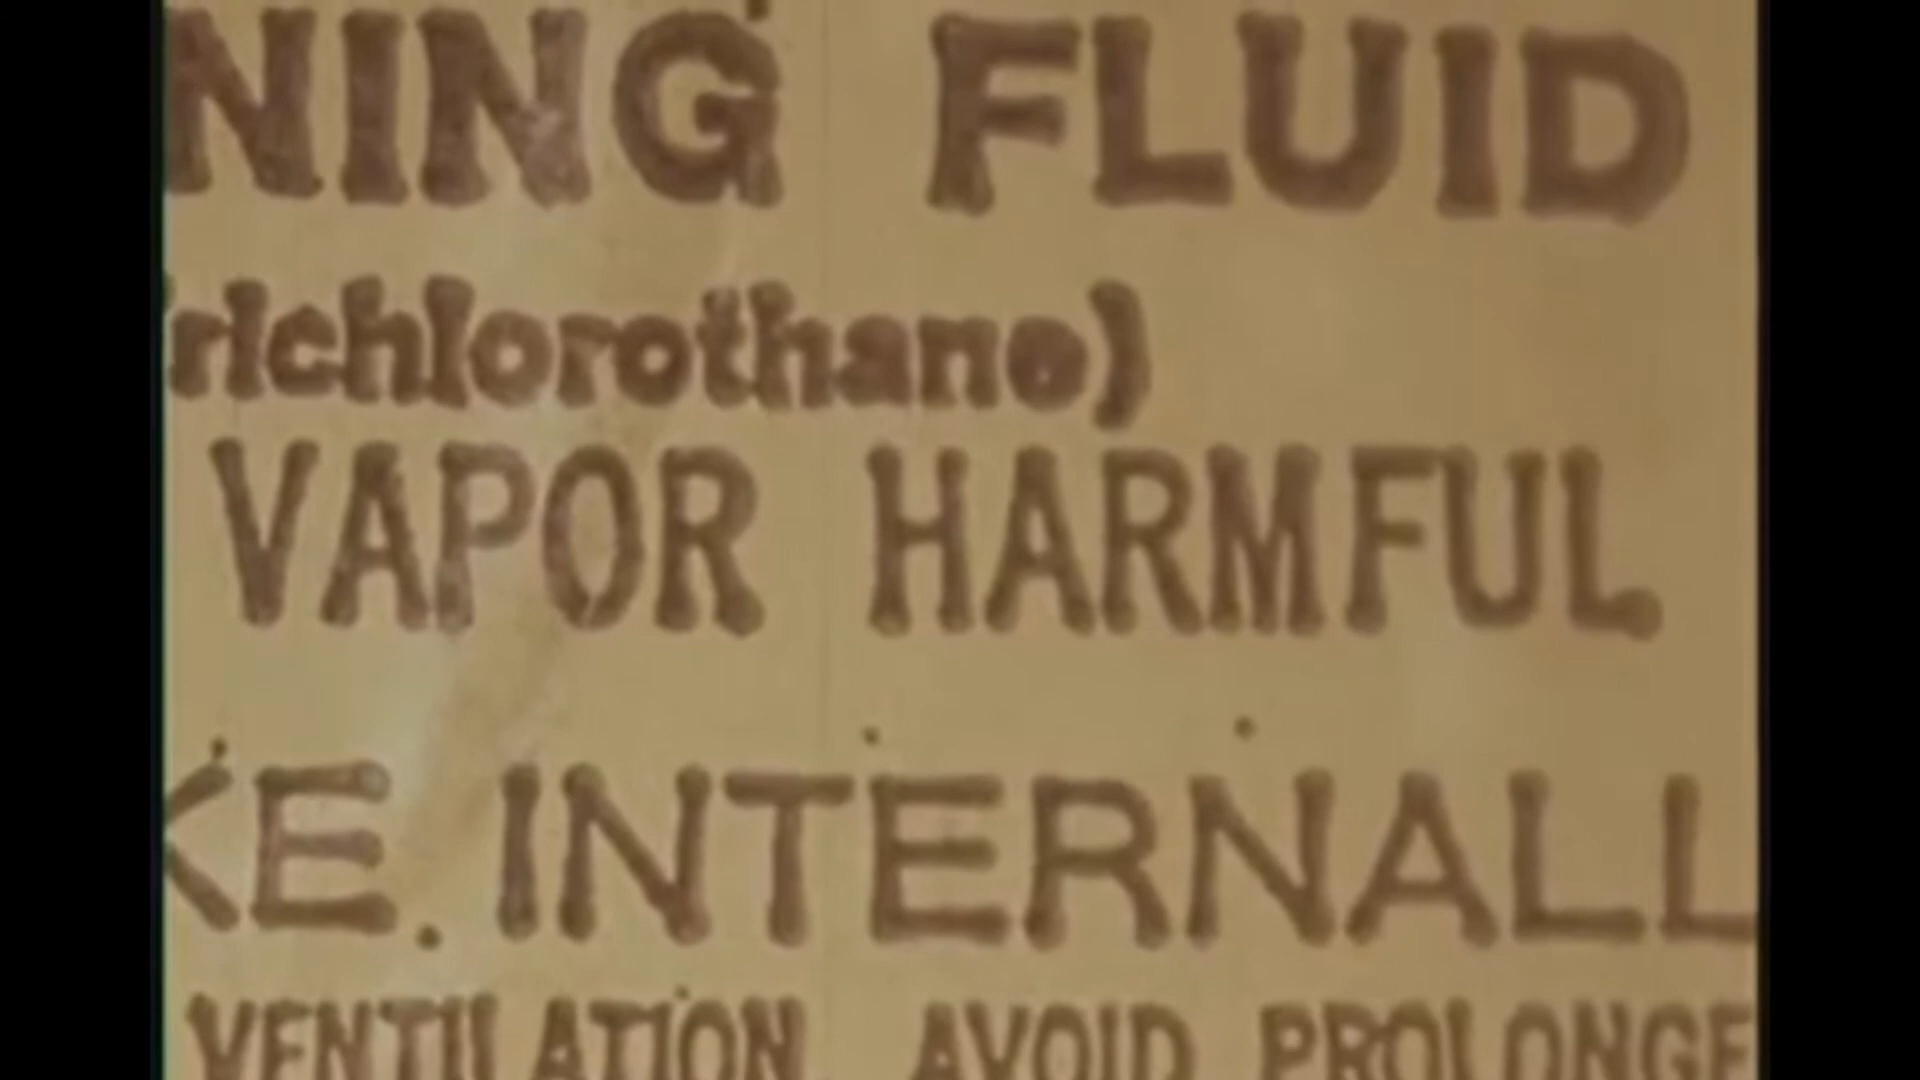 NING FLUID
richlorothane)
VAPOR HARMFUL
KE. INTERNALL
VENTILATION AVOID PROLONGE